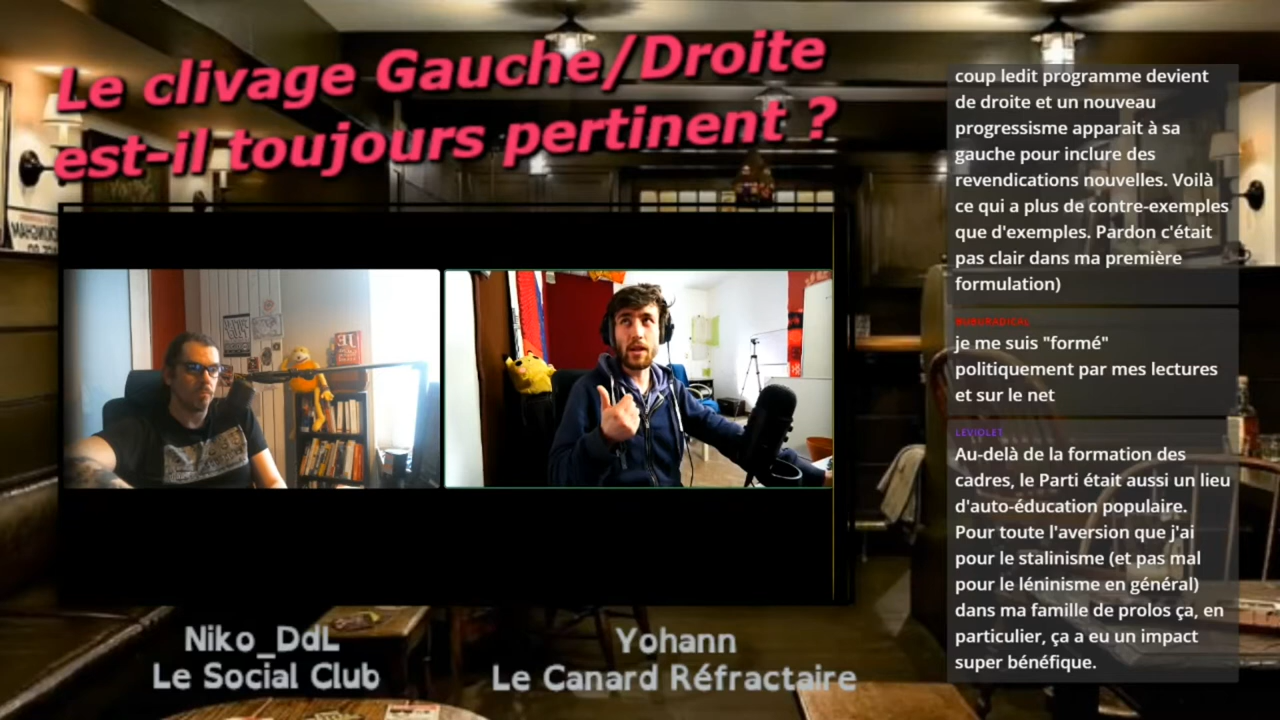 Le clivage Gauche/Droite
est-il toujours pertinent ?
Niko_DdL
Le Social Club
Yohann
Le Canard Réfractaire
coup ledit programme devient
de droite et un nouveau
progressisme apparait à sa
gauche pour inclure des
revendications nouvelles. Voilà
ce qui a plus de contre-exemples
que d'exemples. Pardon c'était
pas clair dans ma première
formulation)
je me suis "formé"
politiquement par mes lectures
et sur le net
LEVIOLET
Au-delà de la formation des
cadres, le Parti était aussi un lieu
d'auto-éducation populaire.
Pour toute l'aversion que j'ai
pour le stalinisme (et pas mal
pour le léninisme en général)
dans ma famille de prolos ça, en
particulier, ça a eu un impact
super bénéfique.